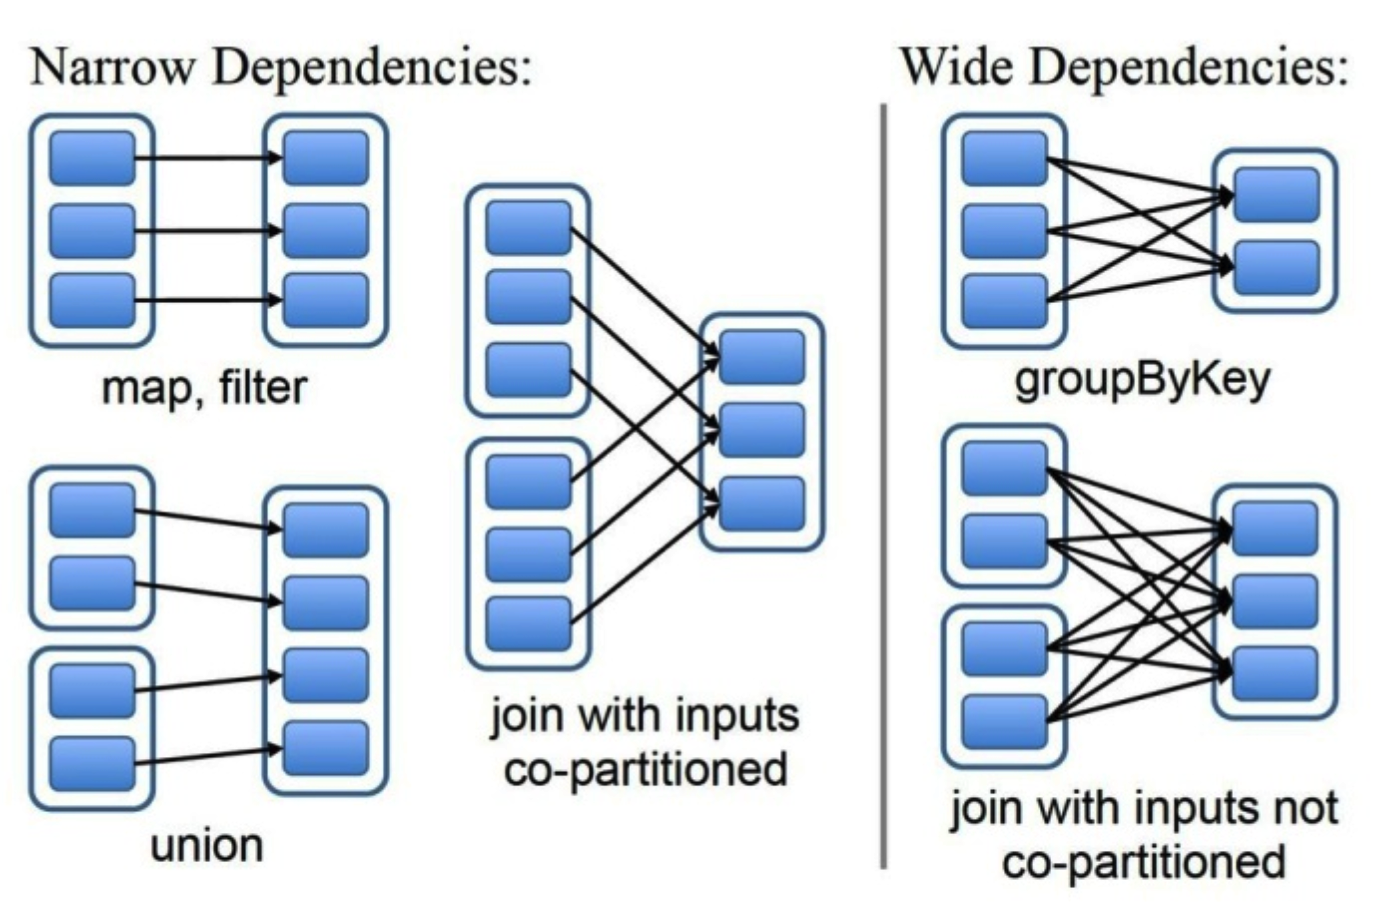 Narrow Dependencies:
map, filter
union
join with inputs
co-partitioned
Wide Dependencies:
groupByKey
join with inputs not
co-partitioned